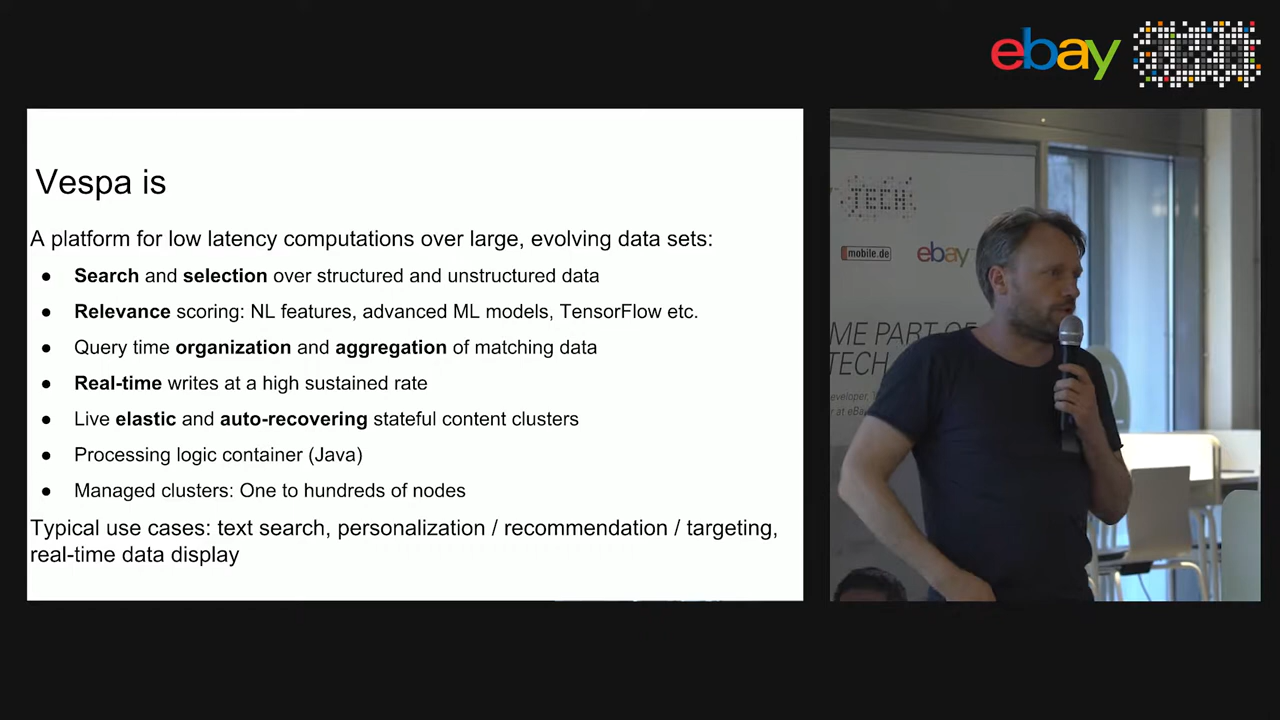 ebay
Vespa is
A platform for low latency computations over large, evolving data sets:
● Search and selection over structured and unstructured data
● Relevance scoring: NL features, advanced ML models, TensorFlow etc.
● Query time organization and aggregation of matching data
● Real-time writes at a high sustained rate
● Live elastic and auto-recovering stateful content clusters
● Processing logic container (Java)
● Managed clusters: One to hundreds of nodes
Typical use cases: text search, personalization / recommendation / targeting,
real-time data display
TECH
mobile.de
ebay
ME PART OF
TECH